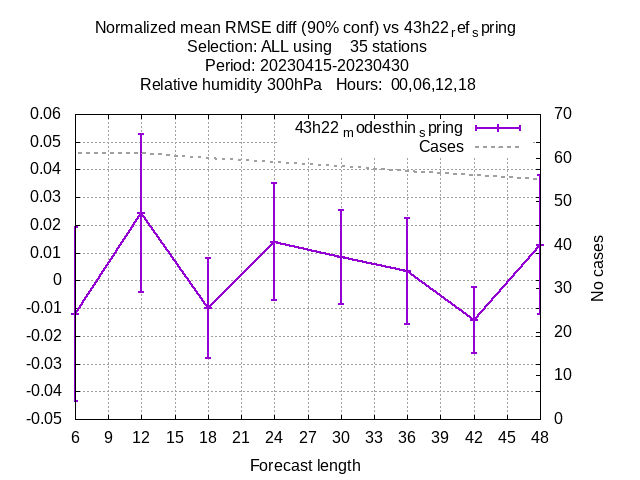 Normalized mean RMSE diff (90% conf) vs 43h22refspring
Selection: ALL using 35 stations
Period: 20230415-20230430
Relative humidity 300hPa Hours: 00,06,12,18
43h22modesthinspring
Cases
0.06
0.05
0.04
0.03
0.02
0.01
0
-0.01
-0.02
-0.03
-0.04
-0.05
70
60
50
40
30
20
10
0
No cases
6 9 12 15 18 21 24 27 30 33 36 39 42 45 48
Forecast length